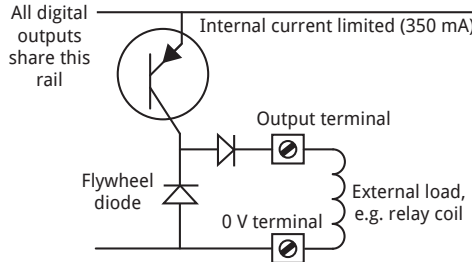 All digital
outputs
share this
rail
Internal current limited (350 mA)
Output terminal
Flywheel
diode
External load,
e.g. relay coil
0 V terminal